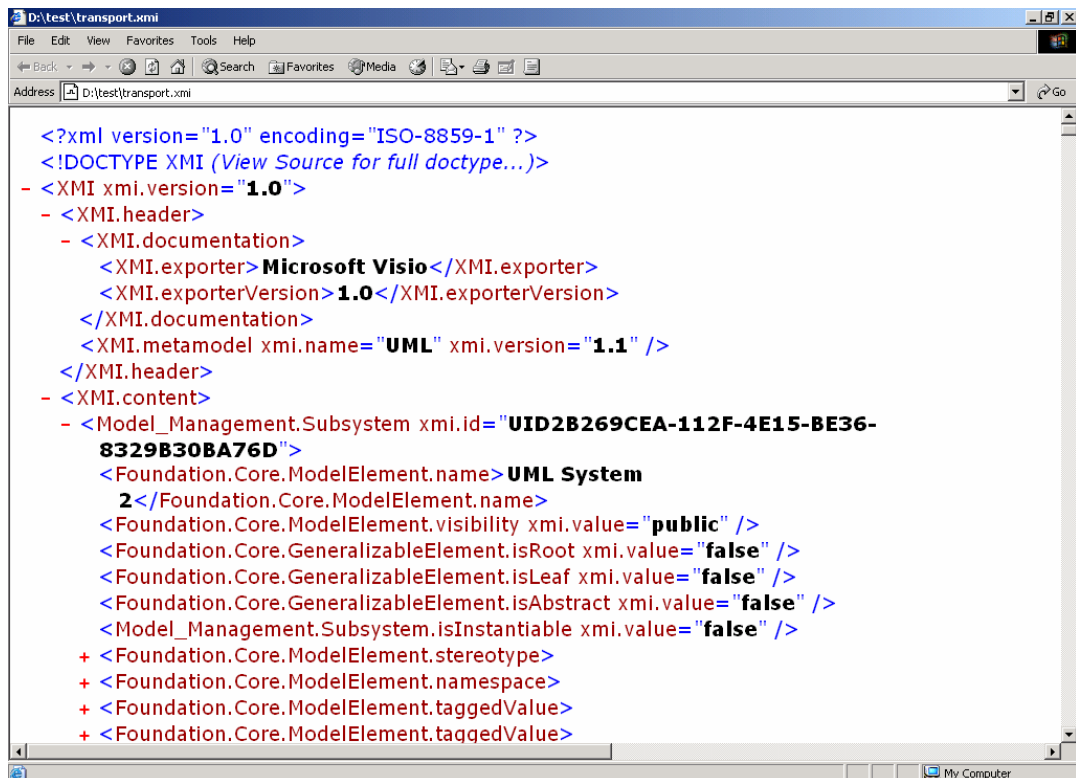 D:\test\transport.xmi
File Edit View Favorites Tools Help
Back Search Favorites Media
Address D:\test\transport.xmi Go
<?xml version="1.0" encoding="ISO-8859-1" ?>
<!DOCTYPE XMI (View Source for full doctype...)>
- <XMI xmi.version="1.0">
- <XMI.header>
- <XMI.documentation>
<XMI.exporter>Microsoft Visio</XMI.exporter>
<XMI.exporterVersion>1.0</XMI.exporterVersion>
</XMI.documentation>
<XMI.metamodel xmi.name="UML" xmi.version="1.1" />
</XMI.header>
- <XMI.content>
- <Model_Management.Subsystem xmi.id="UID2B269CEA-112F-4E15-BE36-
8329B30BA76D">
<Foundation.Core.ModelElement.name>UML System
2</Foundation.Core.ModelElement.name>
<Foundation.Core.ModelElement.visibility xmi.value="public" />
<Foundation.Core.GeneralizableElement.isRoot xmi.value="false" />
<Foundation.Core.GeneralizableElement.isLeaf xmi.value="false" />
<Foundation.Core.GeneralizableElement.isAbstract xmi.value="false" />
<Model_Management.Subsystem.isInstantiable xmi.value="false" />
+ <Foundation.Core.ModelElement.stereotype>
+ <Foundation.Core.ModelElement.namespace>
+ <Foundation.Core.ModelElement.taggedValue>
+ <Foundation.Core.ModelElement.taggedValue>
My Computer